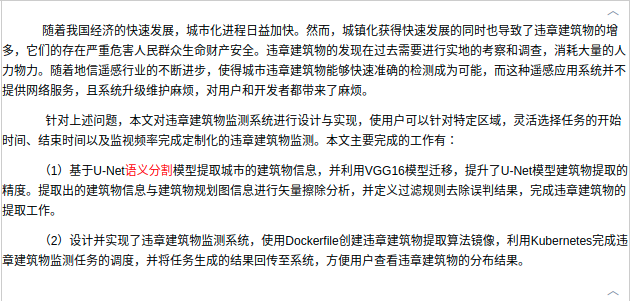 随着我国经济的快速发展，城市化进程日益加快。然而，城镇化获得快速发展的同时也导致了违章建筑物的增
多，它们的存在严重危害人民群众生命财产安全。违章建筑物的发现在过去需要进行实地的考察和调查，消耗大量的人
力物力。随着地信遥感行业的不断进步，使得城市违章建筑物能够快速准确的检测成为可能，而这种遥感应用系统并不
提供网络服务，且系统升级维护麻烦，对用户和开发者都带来了麻烦。
针对上述问题，本文对违章建筑物监测系统进行设计与实现，使用户可以针对特定区域，灵活选择任务的开始
时间、结束时间以及监视频率完成定制化的违章建筑物监测。本文主要完成的工作有：
（1）基于U-Net语义分割模型提取城市的建筑物信息，并利用VGG16模型迁移，提升了U-Net模型建筑物提取的
精度。提取出的建筑物信息与建筑物规划图信息进行矢量擦除分析，并定义过滤规则去除误判结果，完成违章建筑物的
提取工作。
（2）设计并实现了违章建筑物监测系统，使用Dockerfile创建违章建筑物提取算法镜像，利用Kubernetes完成违
章建筑物监测任务的调度，并将任务生成的结果回传至系统，方便用户查看违章建筑物的分布结果。